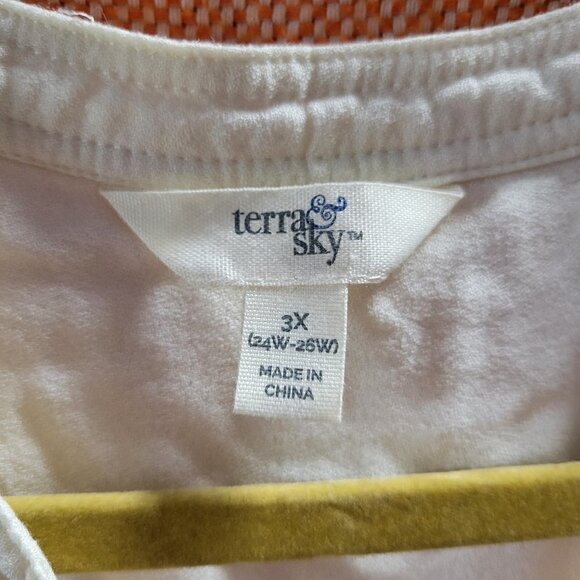 terra &
sky™
3X
(24W-26W)
MADE IN
CHINA